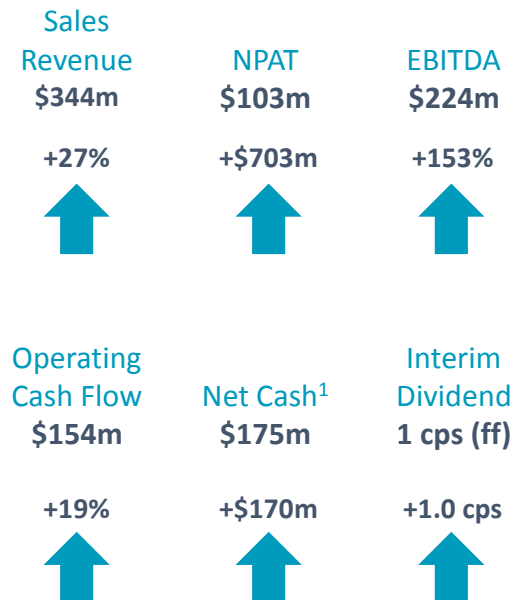 Sales
Revenue
$344m
+27%
NPAT
$103m
+$703m
EBITDA
$224m
+153%
Operating
Cash Flow
$154m
+19%
Net Cash¹
$175m
+$170m
Interim
Dividend
1 cps (ff)
+1.0 cps